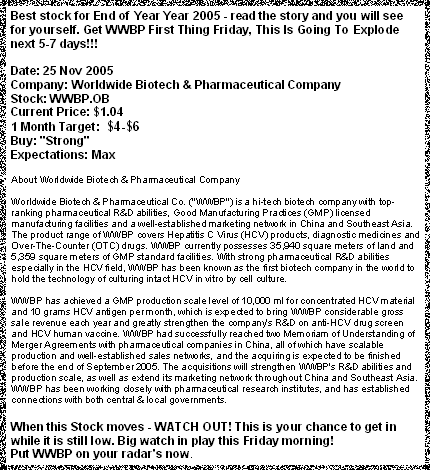 Best stock for End of Year Year 2005 - read the story and you will see
for yourself. Get WWBP First Thing Friday, This Is Going To Explode
next 5-7 days!!!
Date: 25 Nov 2005
Company: Worldwide Biotech & Pharmaceutical Company
Stock: WWBP.OB
Current Price: $1.04
1 Month Target: $4-$6
Buy: "Strong"
Expectations: Max
About Worldwide Biotech & Pharmaceutical Company
Worldwide Biotech & Pharmaceutical Co. ("WWBP") is a hi-tech biotech company with top-
ranking pharmaceutical R&D abilities, Good Manufacturing Practices (GMP) licensed
manufacturing facilities and a well-established marketing network in China and Southeast Asia.
The product range of WWBP covers Hepatitis C Virus (HCV) products, diagnostic medicines and
Over-The-Counter (OTC) drugs. WWBP currently possesses 35,940 square meters of land and
5,359 square meters of GMP standard facilities. With strong pharmaceutical R&D abilities
especially in the HCV field, WWBP has been known as the first biotech company in the world to
hold the technology of culturing intact HCV in vitro by cell culture.
WWBP has achieved a GMP production scale level of 10,000 ml for concentrated HCV material
and 10 grams HCV antigen per month, which is expected to bring WWBP considerable gross
sale revenue each year and greatly strengthen the company's R&D on anti-HCV drug screen
and HCV human vaccine. WWBP had successfully reached two Memoriam of Understanding of
Merger Agreements with pharmaceutical companies in China, all of which have scalable
production and well-established sales networks, and the acquiring is expected to be finished
before the end of September 2005. The acquisitions will strengthen WWBP's R&D abilities and
production scale, as well as extend its marketing network throughout China and Southeast Asia.
WWBP has been working closely with pharmaceutical research institutes, and has established
connections with both central & local governments.
When this Stock moves - WATCH OUT! This is your chance to get in
while it is still low. Big watch in play this Friday morning!
Put WWBP on your radar's now.